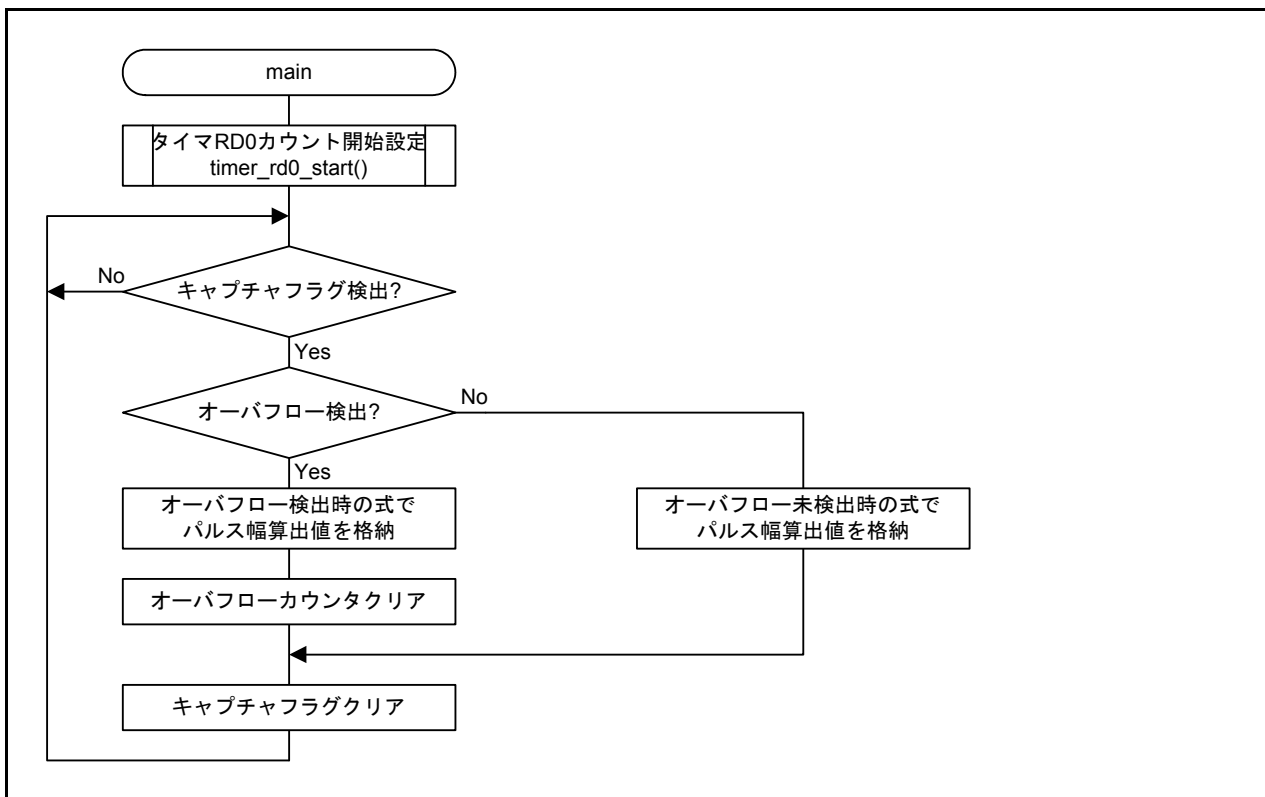 main
タイマRD0カウント開始設定
timer_rd0_start()
No
キャプチャフラグ検出?
Yes
オーバフロー検出?
No
Yes
オーバフロー検出時の式で
パルス幅算出値を格納
オーバフロー未検出時の式で
パルス幅算出値を格納
オーバフローカウンタクリア
キャプチャフラグクリア